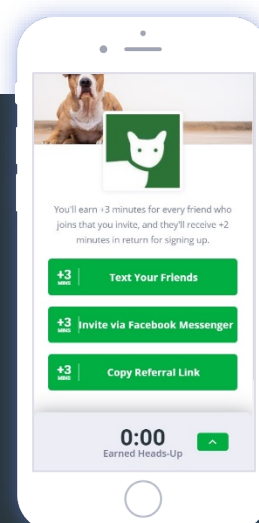 You'll earn +3 minutes for every friend who
joins that you invite, and they'll receive +2
minutes in return for signing up.
+3 MINS Text Your Friends
+3 MINS Invite via Facebook Messenger
+3 MINS Copy Referral Link
0:00
Earned Heads-Up